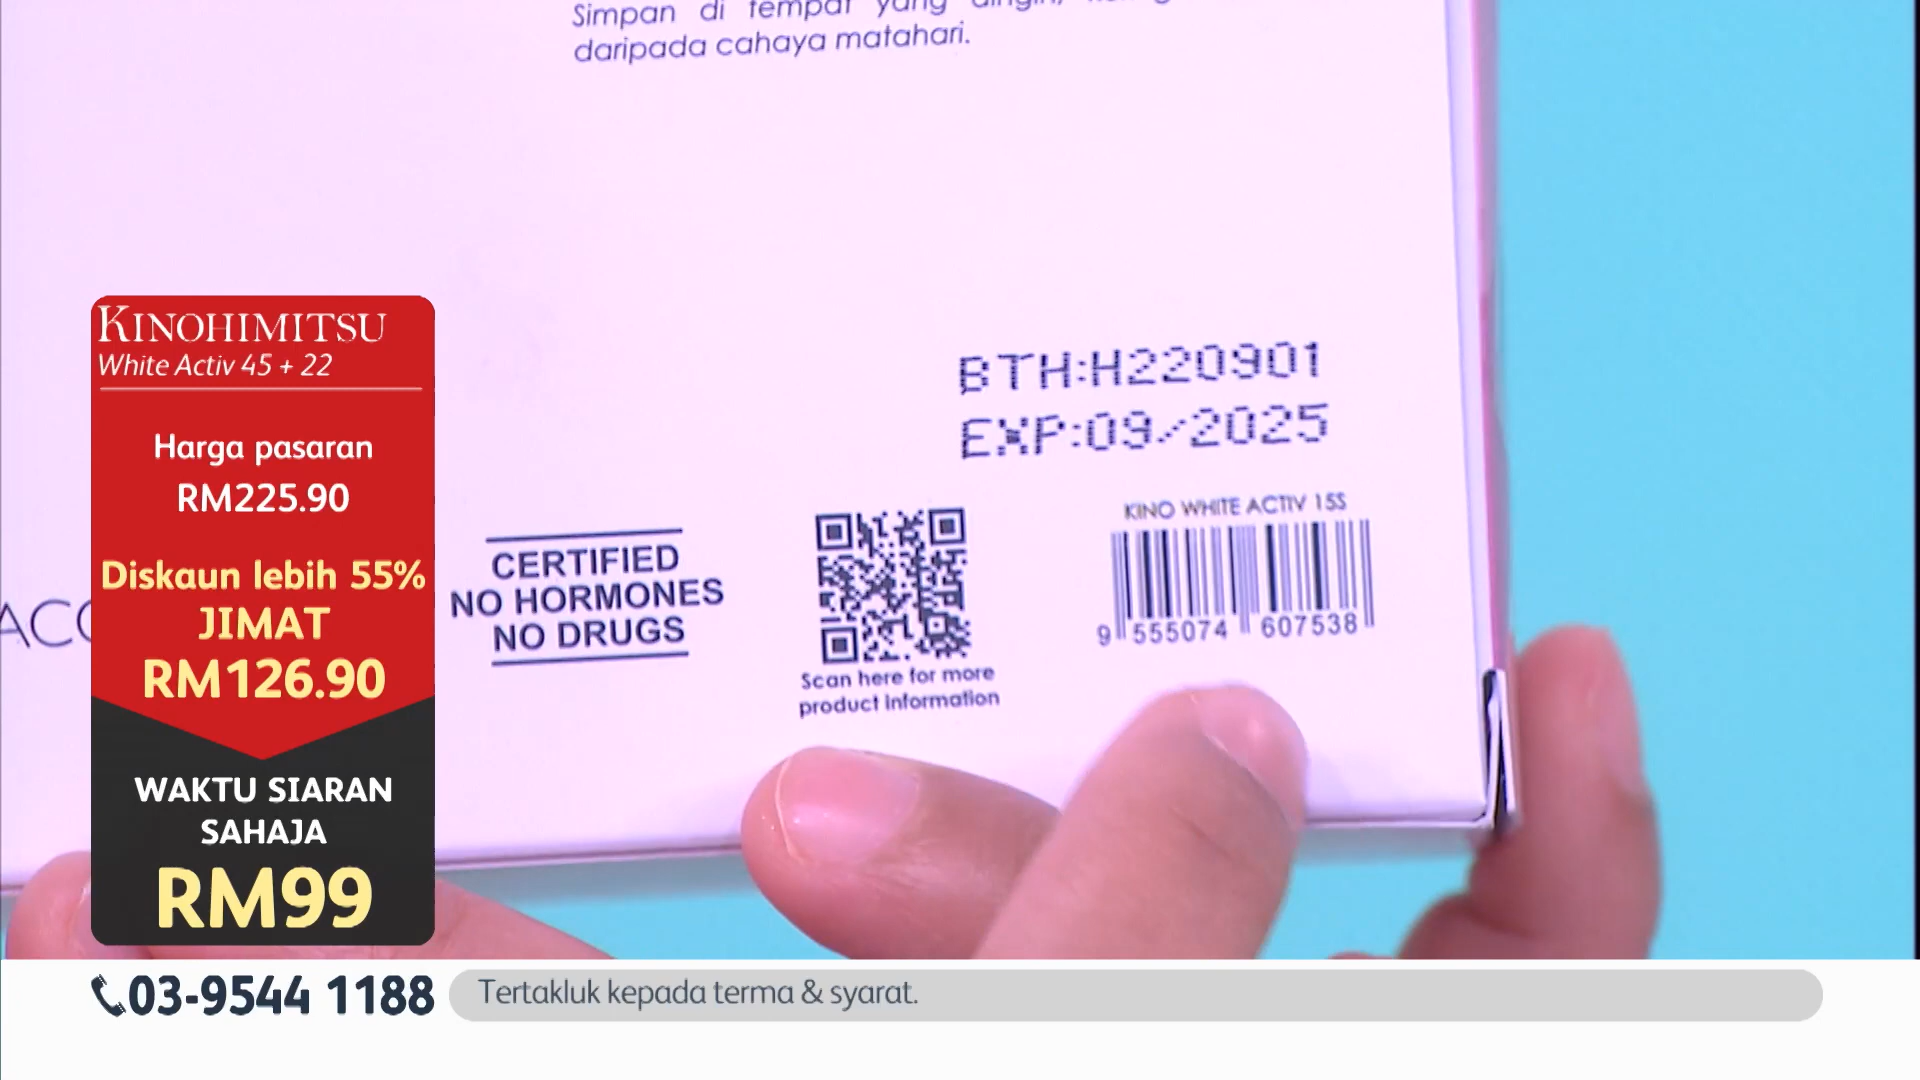 Simpan di tempat yang
daripada cahaya matahari.
KINOHIMITSU
White Activ 45 + 22
Harga pasaran
RM225.90
Diskaun lebih 55%
JIMAT
RM126.90
WAKTU SIARAN
SAHAJA
RM99
BTH:H220901
EXP:09/2025
CERTIFIED
NO HORMONES
NO DRUGS
Scan here for more
product information
KINO WHITE ACTIV 15S
9 555074 607538
03-9544 1188
Tertakluk kepada terma & syarat.